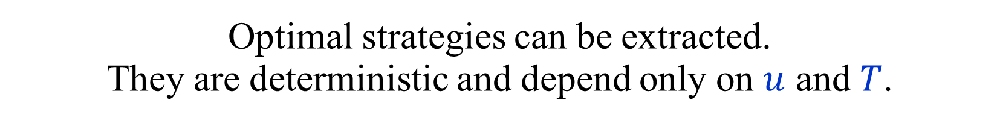 Optimal strategies can be extracted.
They are deterministic and depend only on u and T.